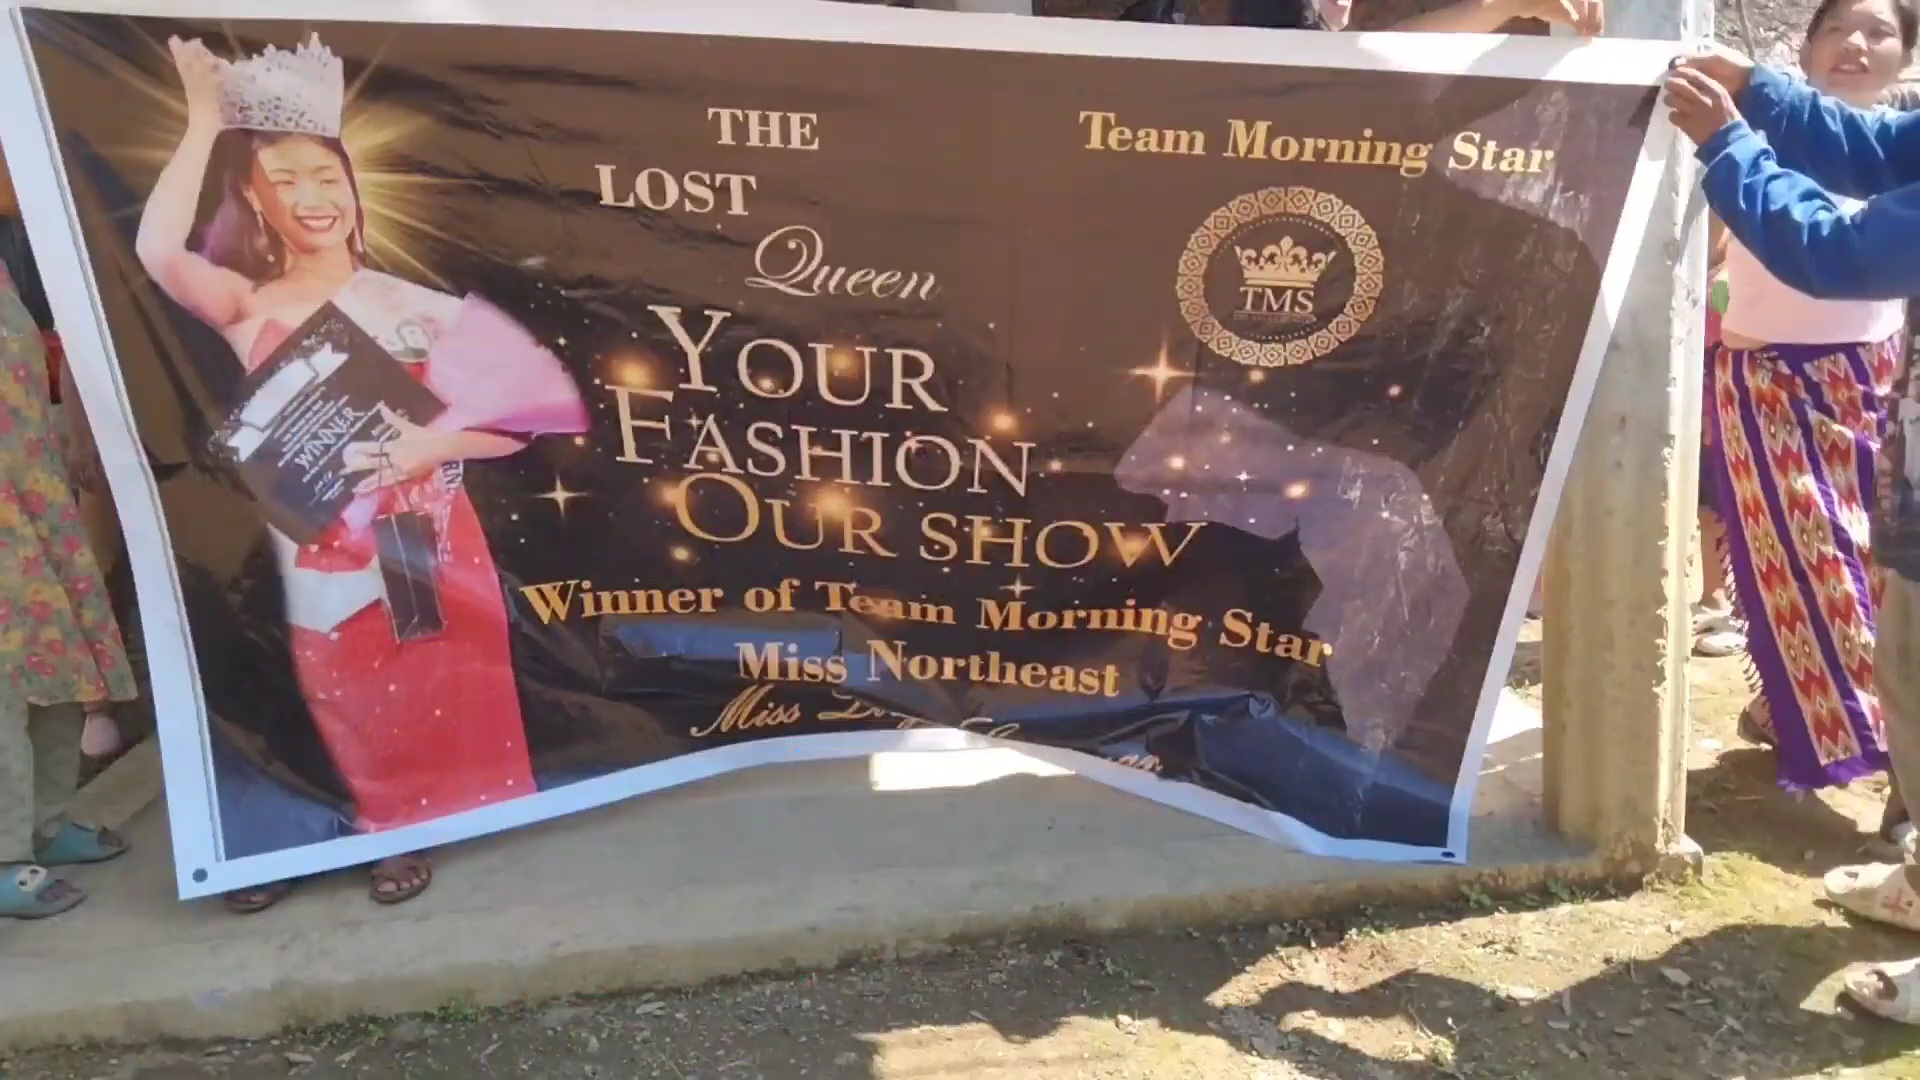 THE
LOST
Queen
YOUR
FASHION
OUR SHOW
Winner of Team Morning Star
Miss Northeast
Miss
Team Morning Star
TMS
WINNER